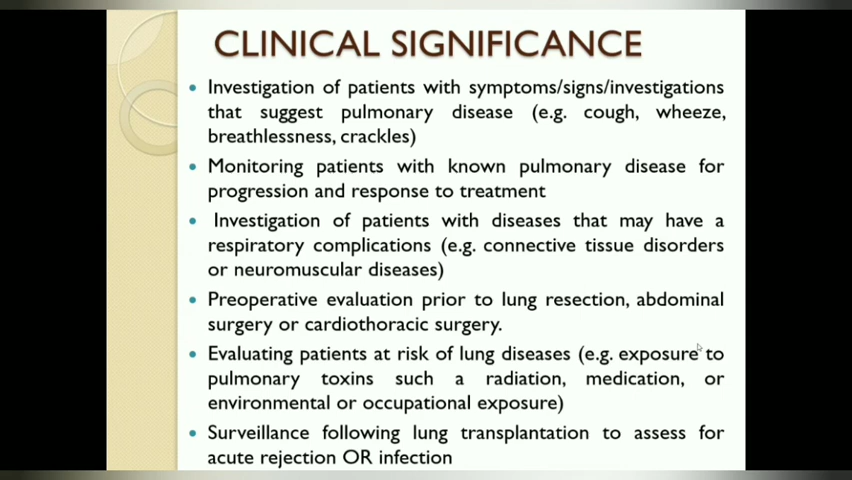 CLINICAL SIGNIFICANCE
• Investigation of patients with symptoms/signs/investigations
that suggest pulmonary disease (e.g. cough, wheeze,
breathlessness, crackles)
• Monitoring patients with known pulmonary disease for
progression and response to treatment
• Investigation of patients with diseases that may have a
respiratory complications (e.g. connective tissue disorders
or neuromuscular diseases)
• Preoperative evaluation prior to lung resection, abdominal
surgery or cardiothoracic surgery.
• Evaluating patients at risk of lung diseases (e.g. exposure to
pulmonary toxins such a radiation, medication, or
environmental or occupational exposure)
• Surveillance following lung transplantation to assess for
acute rejection OR infection